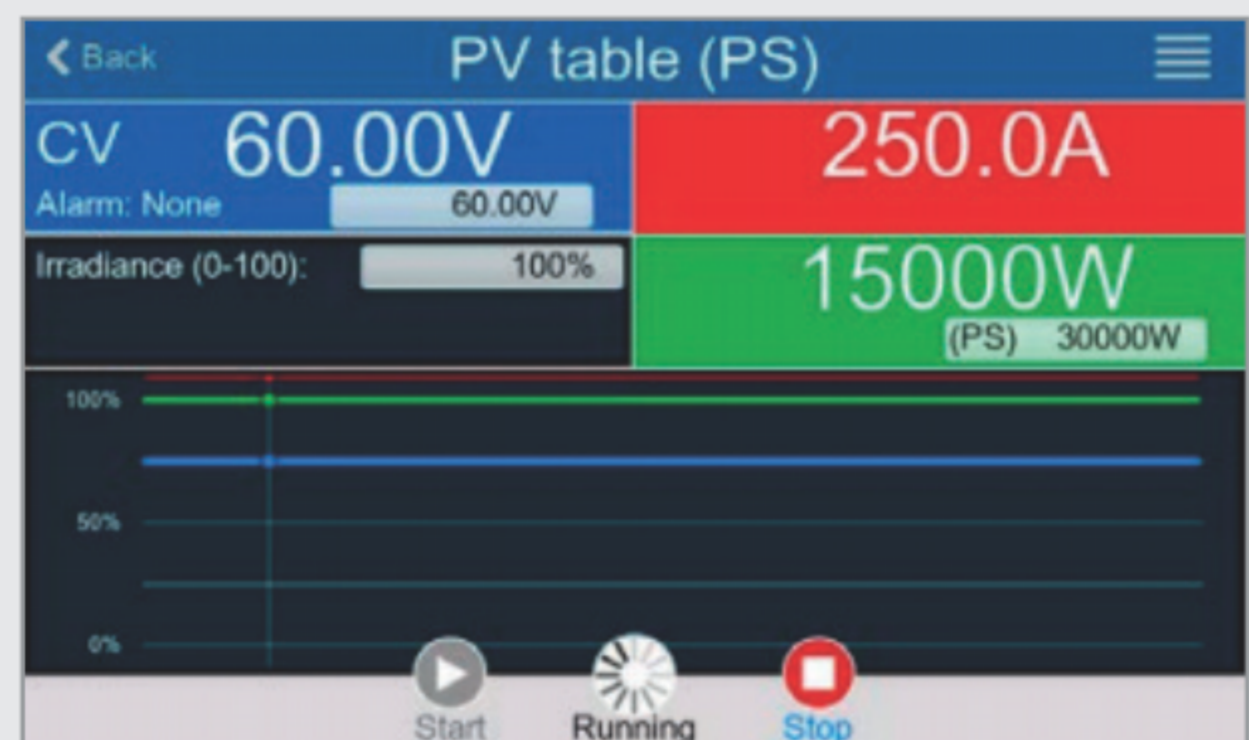 Back
PV table (PS)
CV 60.00V
250.0A
Alarm: None
60.00V
Irradiance (0-100):
100%
15000W
(PS) 30000W
100%
50%
0%
Start
Running
Stop